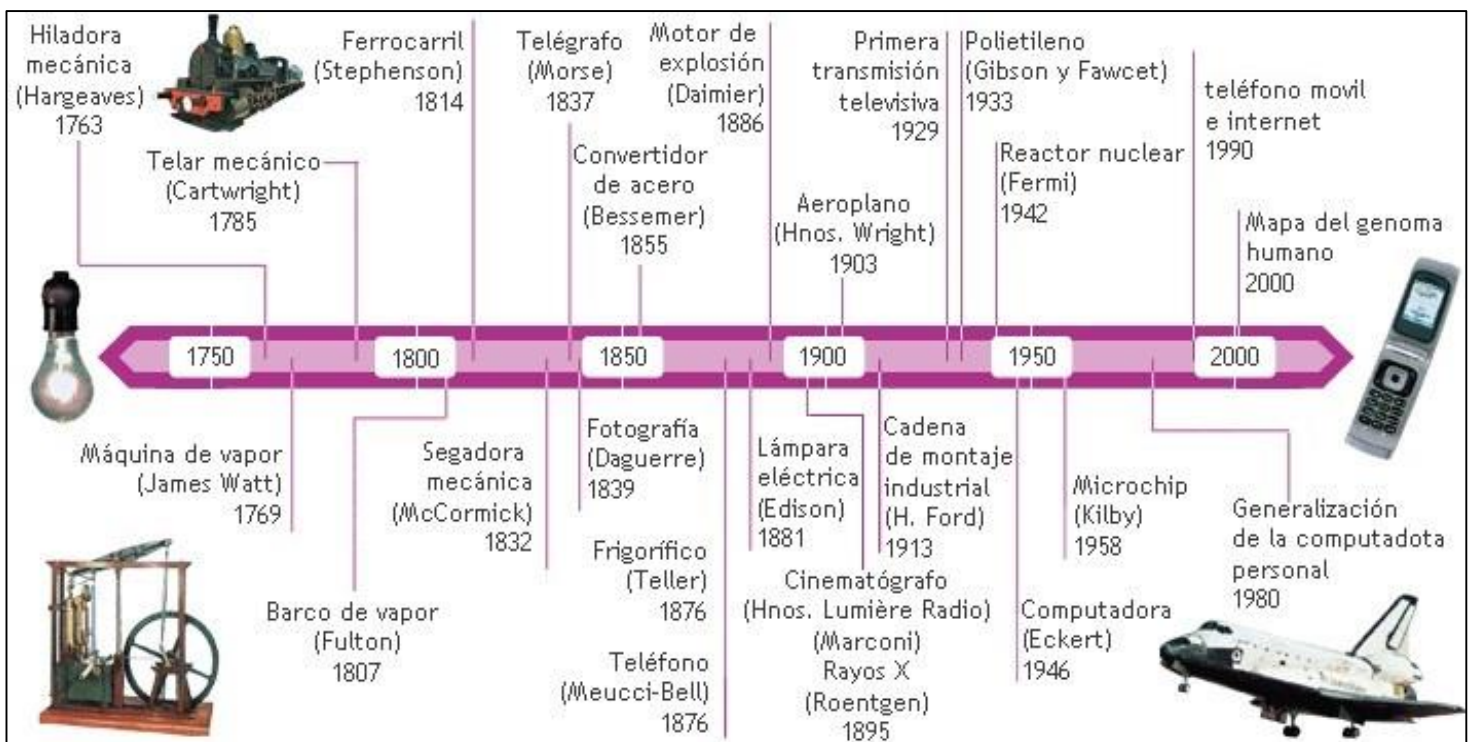 Hiladora
mecánica
(Hargeaves)
1763
Telar mecánico
(Cartwright)
1785
Ferrocarril
(Stephenson)
1814
Telégrafo
(Morse)
1837
Convertidor
de acero
(Bessemer)
1855
Motor de
explosión
(Daimier)
1886
Aeroplano
(Hnos. Wright)
1903
Primera
transmisión
televisiva
1929
Polietileno
(Gibson y Fawcet)
1933
Reactor nuclear
(Fermi)
1942
teléfono movil
e internet
1990
Mapa del genoma
humano
2000
1750
1800
1850
1900
1950
2000
Máquina de vapor
(James Watt)
1769
Barco de vapor
(Fulton)
1807
Segadora
mecánica
(McCormick)
1832
Fotografía
(Daguerre)
1839
Frigorífico
(Teller)
1876
Teléfono
(Meucci-Bell)
1876
Lámpara
eléctrica
(Edison)
1881
Cinematógrafo
(Hnos. Lumière Radio)
(Marconi)
Rayos X
(Roentgen)
1895
Cadena
de montaje
industrial
(H. Ford)
1913
Computadora
(Eckert)
1946
Microchip
(Kilby)
1958
Generalización
de la computadota
personal
1980